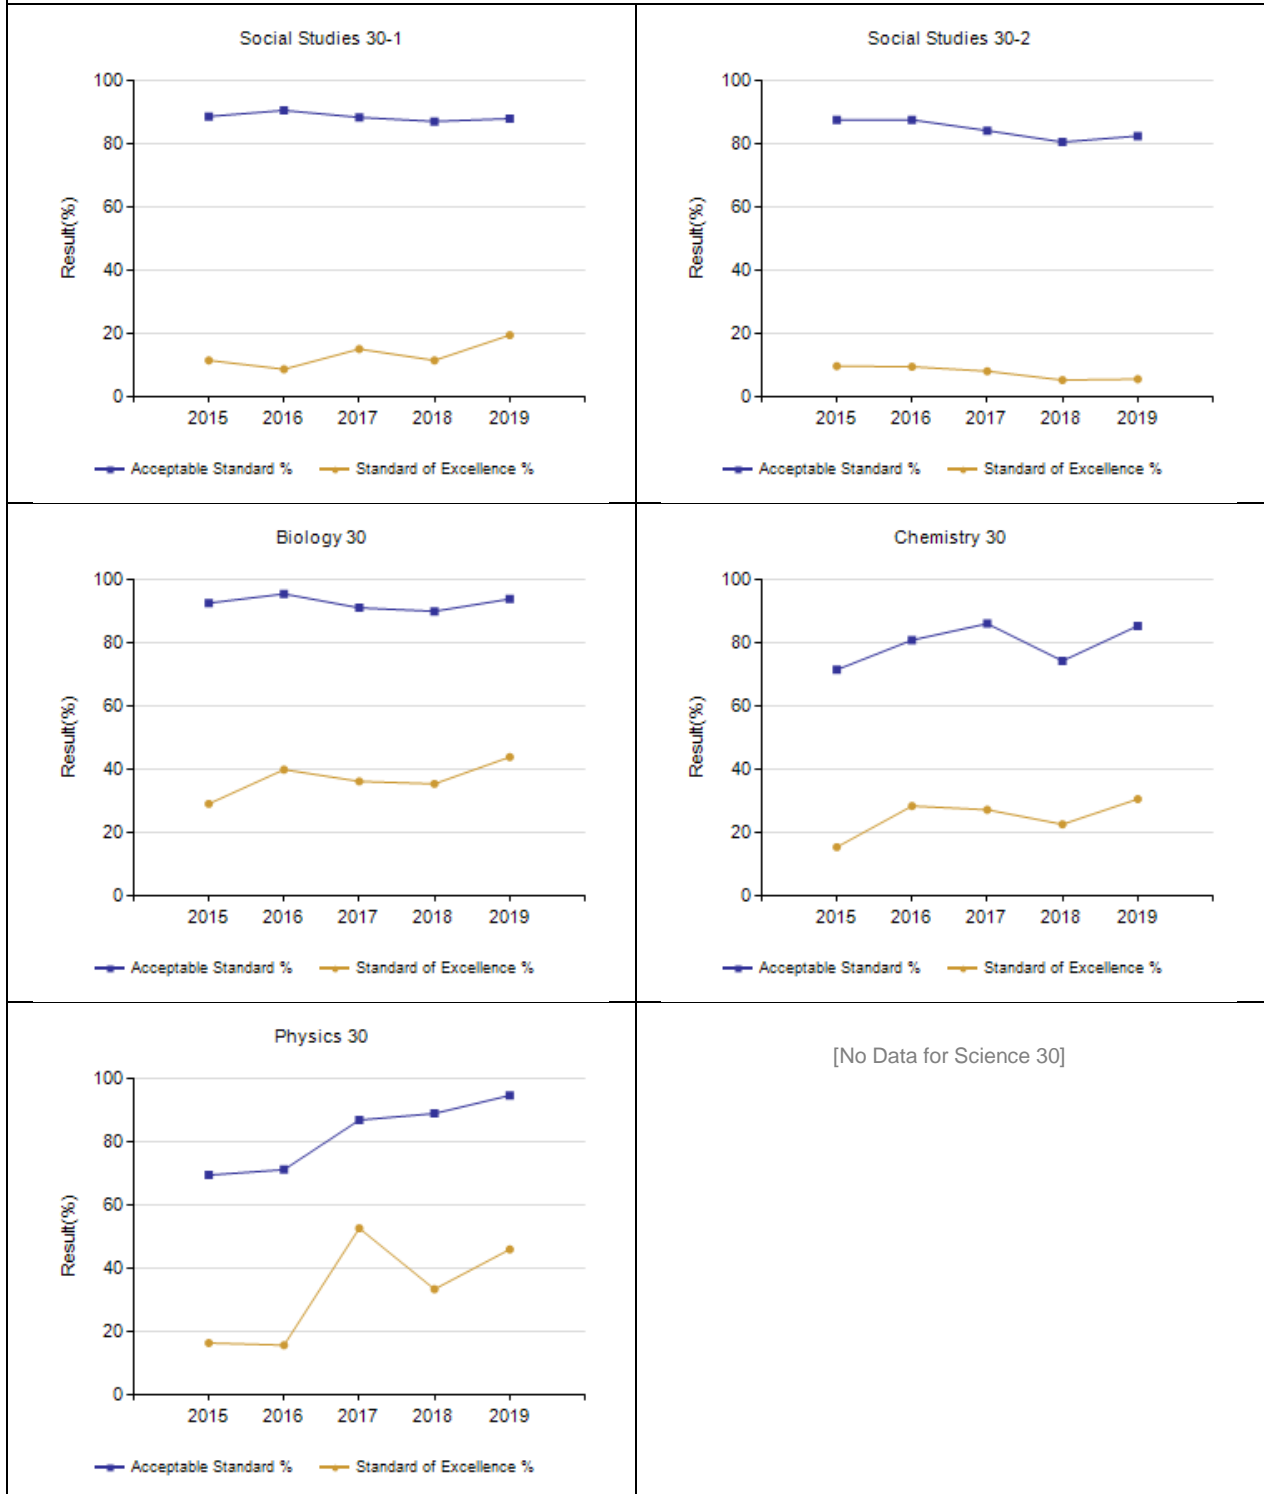 Social Studies 30-1
100
80
60
40
20
0
Result(%)
2015 2016 2017 2018 2019
Acceptable Standard % Standard of Excellence %
Social Studies 30-2
100
80
60
40
20
0
Result(%)
2015 2016 2017 2018 2019
Acceptable Standard % Standard of Excellence %
Biology 30
100
80
60
40
20
0
Result(%)
2015 2016 2017 2018 2019
Acceptable Standard % Standard of Excellence %
Chemistry 30
100
80
60
40
20
0
Result(%)
2015 2016 2017 2018 2019
Acceptable Standard % Standard of Excellence %
Physics 30
100
80
60
40
20
0
Result(%)
2015 2016 2017 2018 2019
Acceptable Standard % Standard of Excellence %
[No Data for Science 30]